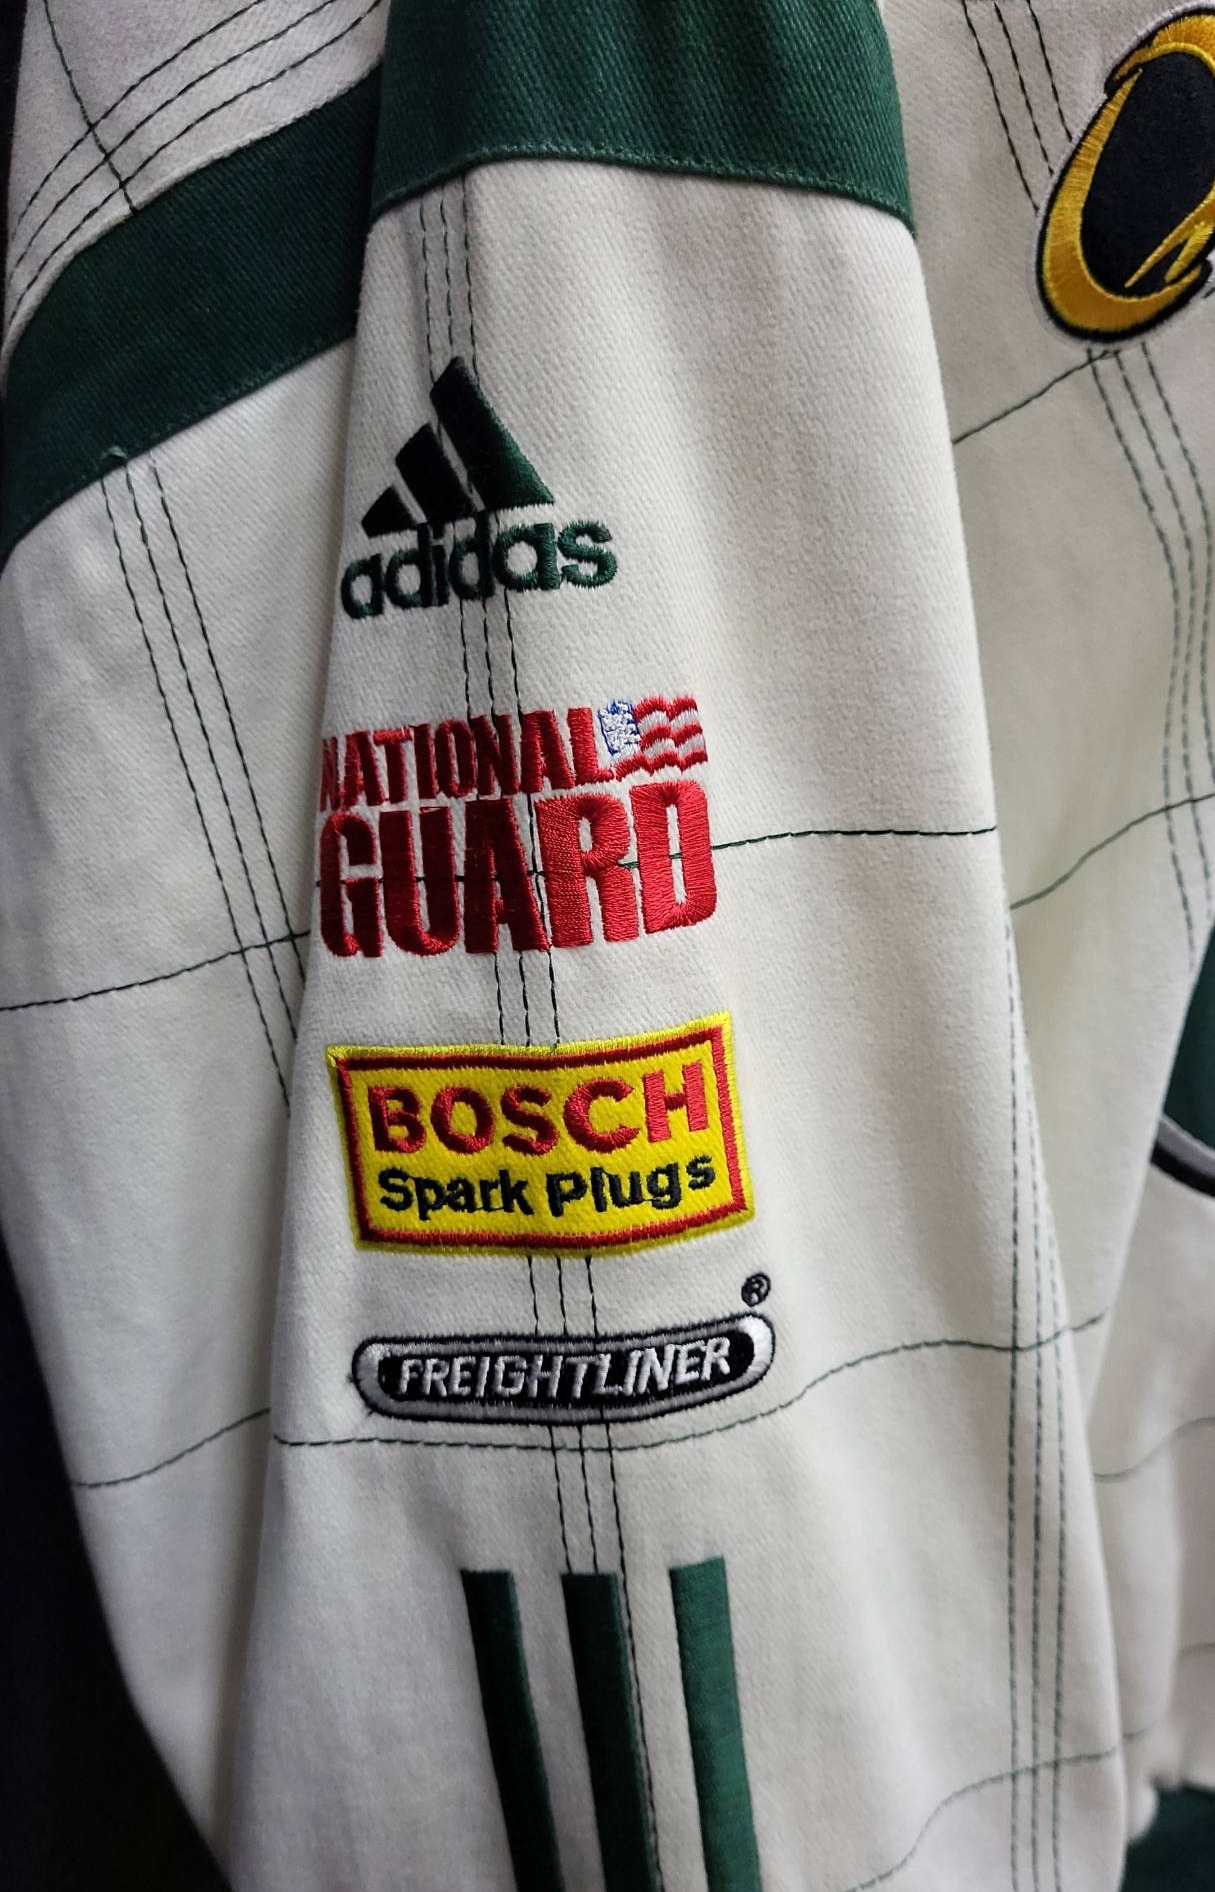 adidas
NATIONAL
GUARD
BOSCH
Spark Plugs
®
FREIGHTLINER